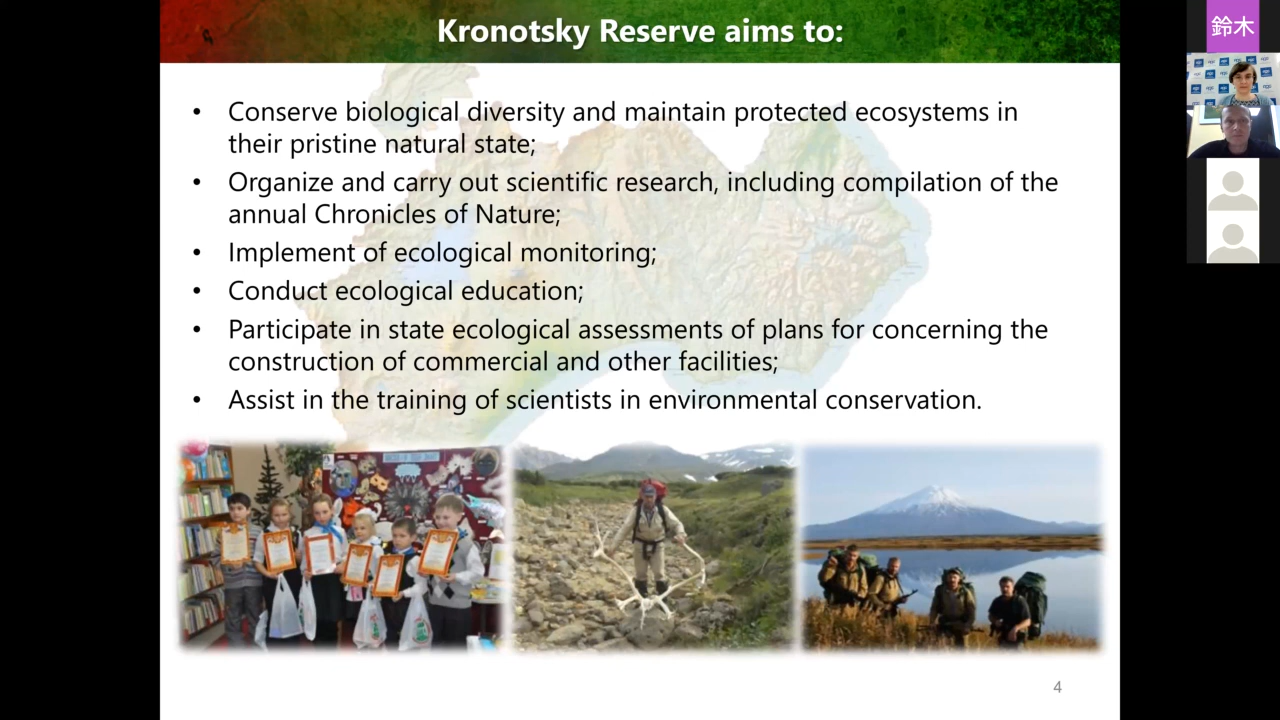 Kronotsky Reserve aims to:
鈴木
• Conserve biological diversity and maintain protected ecosystems in
their pristine natural state;
• Organize and carry out scientific research, including compilation of the
annual Chronicles of Nature;
• Implement of ecological monitoring;
• Conduct ecological education;
• Participate in state ecological assessments of plans for concerning the
construction of commercial and other facilities;
• Assist in the training of scientists in environmental conservation.
4